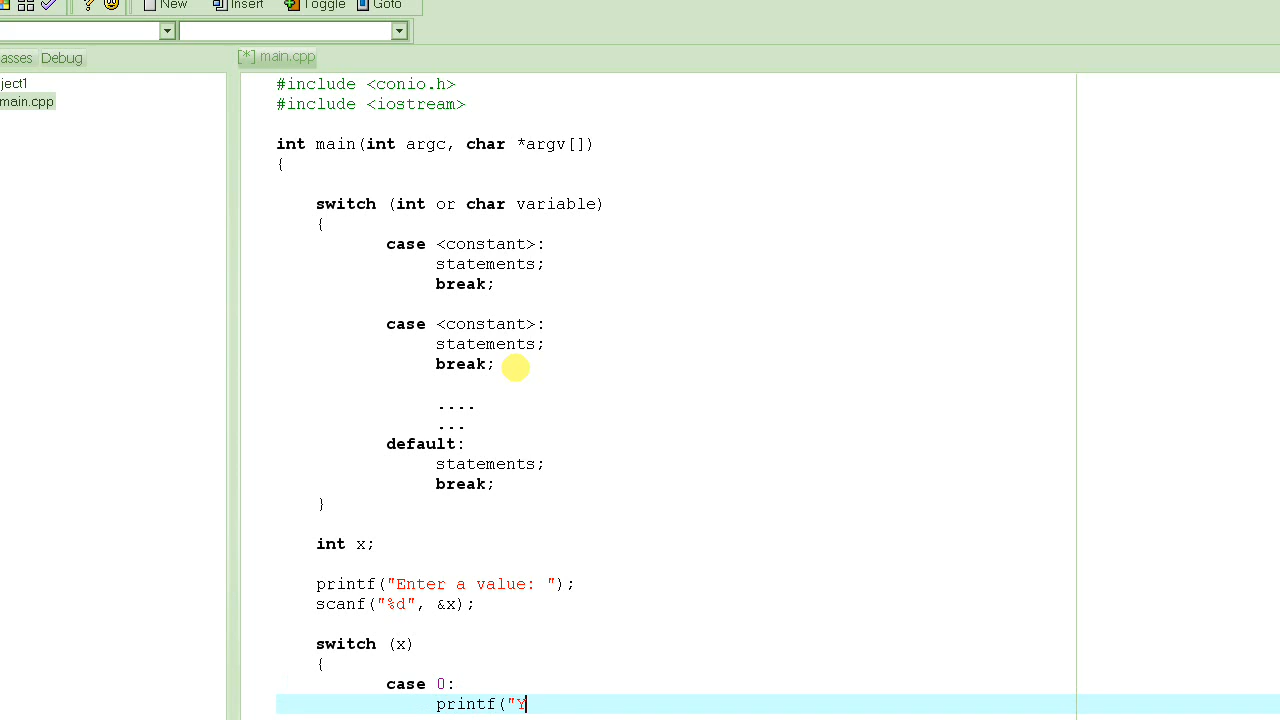 New Insert Toggle Goto
asses Debug
[*] main.cpp
ject1
main.cpp
#include <conio.h>
#include <iostream>
int main(int argc, char *argv[])
{
switch (int or char variable)
{
case <constant>:
statements;
break;
case <constant>:
statements;
break;
....
...
default:
statements;
break;
}
int x;
printf("Enter a value: ");
scanf("%d", &x);
switch (x)
{
case 0:
printf("Y